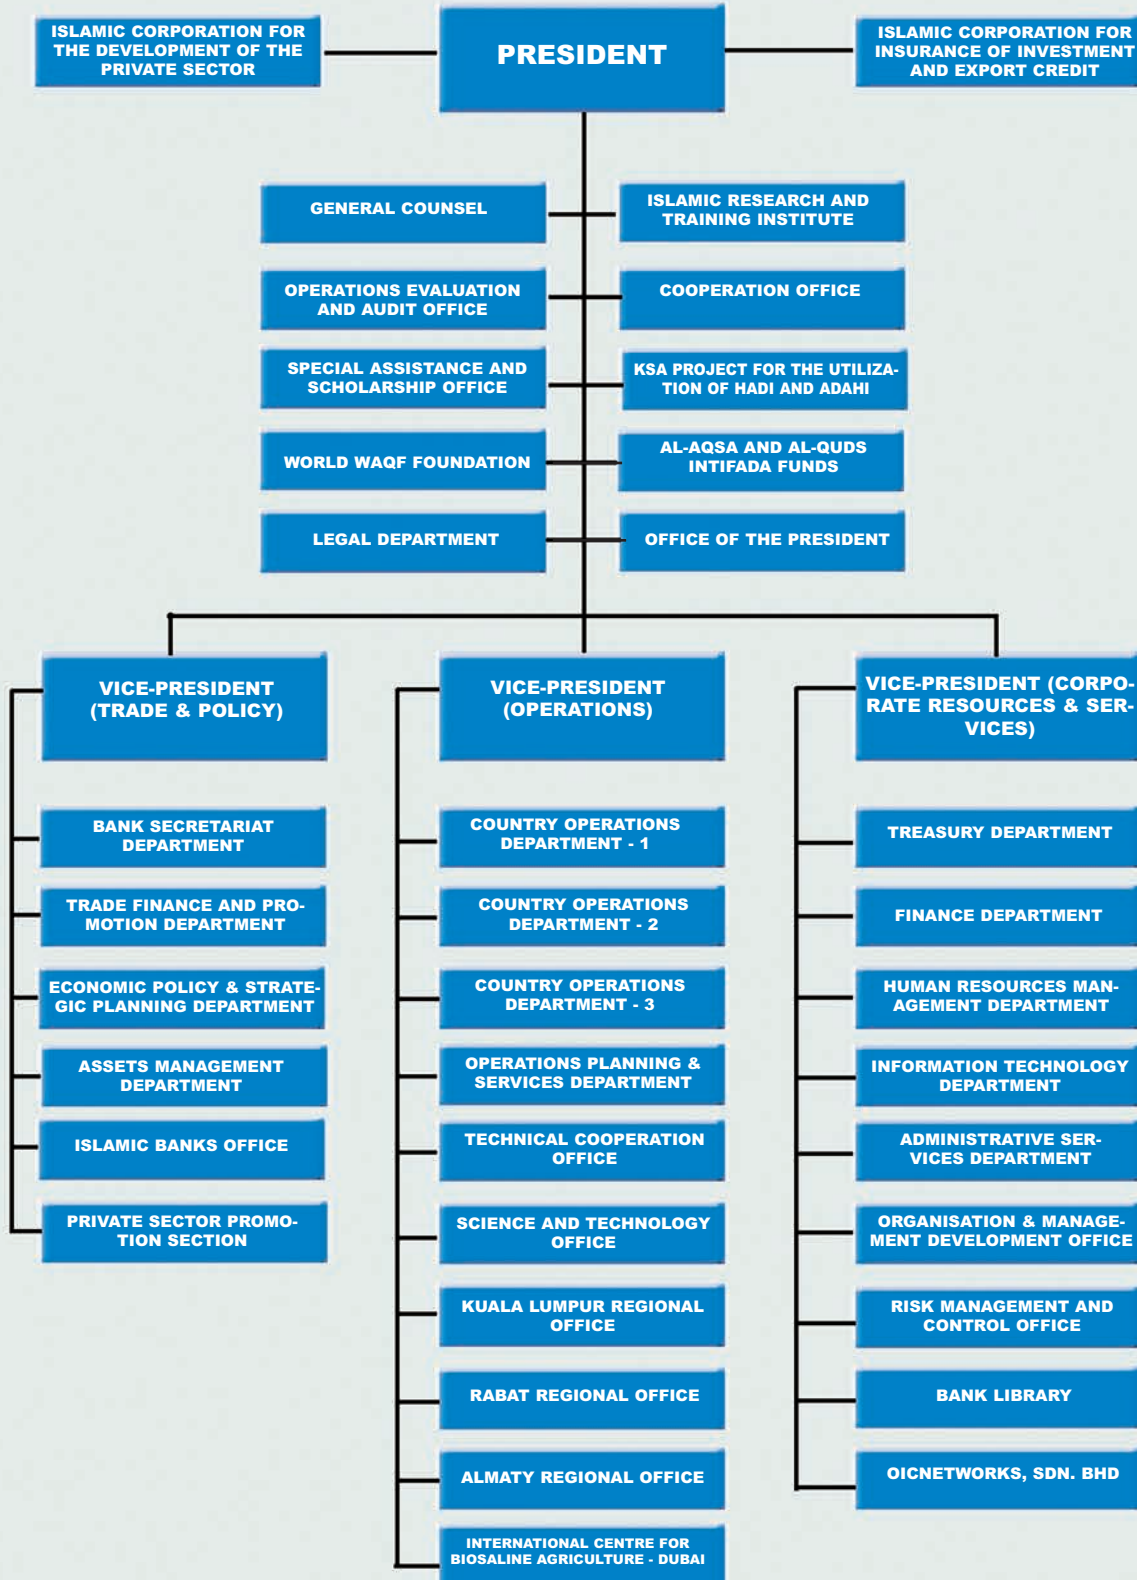 ISLAMIC CORPORATION FOR
THE DEVELOPMENT OF THE
PRIVATE SECTOR
PRESIDENT
ISLAMIC CORPORATION FOR
INSURANCE OF INVESTMENT
AND EXPORT CREDIT
GENERAL COUNSEL
ISLAMIC RESEARCH AND
TRAINING INSTITUTE
OPERATIONS EVALUATION
AND AUDIT OFFICE
COOPERATION OFFICE
SPECIAL ASSISTANCE AND
SCHOLARSHIP OFFICE
KSA PROJECT FOR THE UTILIZA-
TION OF HADI AND ADAHI
WORLD WAQF FOUNDATION
AL-AQSA AND AL-QUDS
INTIFADA FUNDS
LEGAL DEPARTMENT
OFFICE OF THE PRESIDENT
VICE-PRESIDENT
(TRADE & POLICY)
BANK SECRETARIAT
DEPARTMENT
TRADE FINANCE AND PRO-
MOTION DEPARTMENT
ECONOMIC POLICY & STRATE-
GIC PLANNING DEPARTMENT
ASSETS MANAGEMENT
DEPARTMENT
ISLAMIC BANKS OFFICE
PRIVATE SECTOR PROMO-
TION SECTION
VICE-PRESIDENT
(OPERATIONS)
COUNTRY OPERATIONS
DEPARTMENT - 1
COUNTRY OPERATIONS
DEPARTMENT - 2
COUNTRY OPERATIONS
DEPARTMENT - 3
OPERATIONS PLANNING &
SERVICES DEPARTMENT
TECHNICAL COOPERATION
OFFICE
SCIENCE AND TECHNOLOGY
OFFICE
KUALA LUMPUR REGIONAL
OFFICE
RABAT REGIONAL OFFICE
ALMATY REGIONAL OFFICE
INTERNATIONAL CENTRE FOR
BIOSALINE AGRICULTURE - DUBAI
VICE-PRESIDENT (CORPO-
RATE RESOURCES & SER-
VICES)
TREASURY DEPARTMENT
FINANCE DEPARTMENT
HUMAN RESOURCES MAN-
AGEMENT DEPARTMENT
INFORMATION TECHNOLOGY
DEPARTMENT
ADMINISTRATIVE SER-
VICES DEPARTMENT
ORGANISATION & MANAGE-
MENT DEVELOPMENT OFFICE
RISK MANAGEMENT AND
CONTROL OFFICE
BANK LIBRARY
OICNETWORKS, SDN. BHD